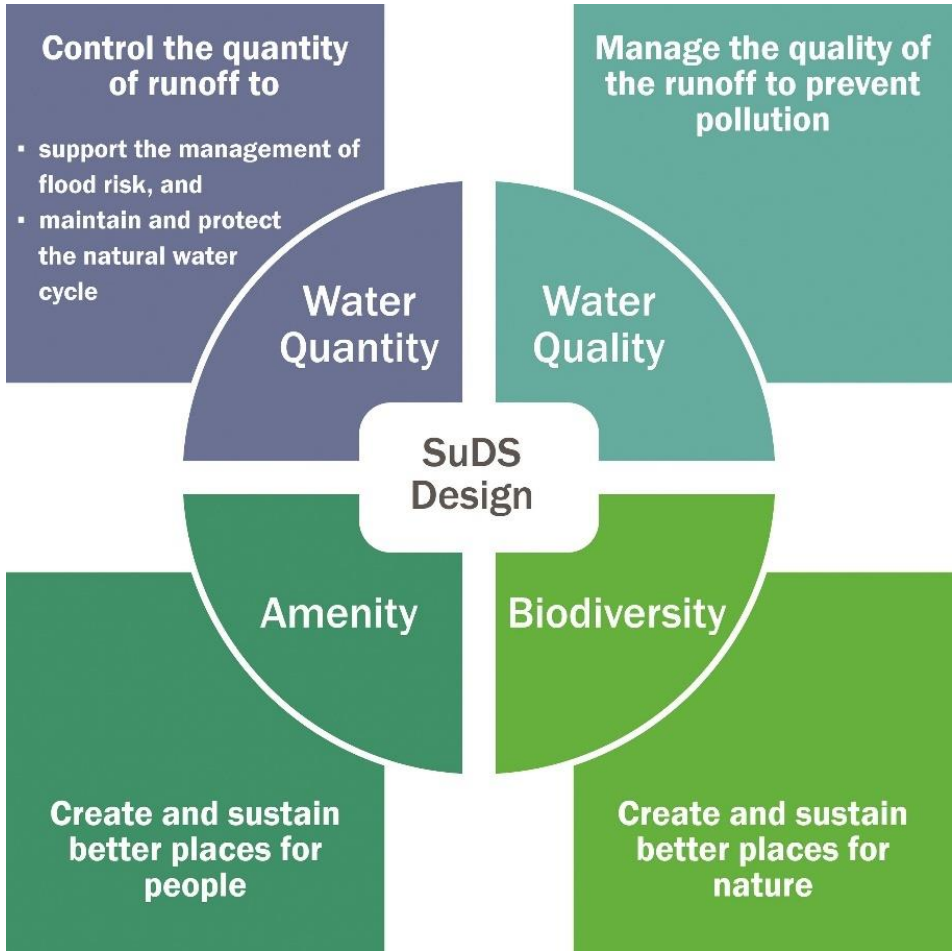 Control the quantity
of runoff to
▪ support the management of
flood risk, and
▪ maintain and protect
the natural water
cycle
Manage the quality of
the runoff to prevent
pollution
Water
Quantity
Water
Quality
SuDS
Design
Amenity
Biodiversity
Create and sustain
better places for
people
Create and sustain
better places for
nature